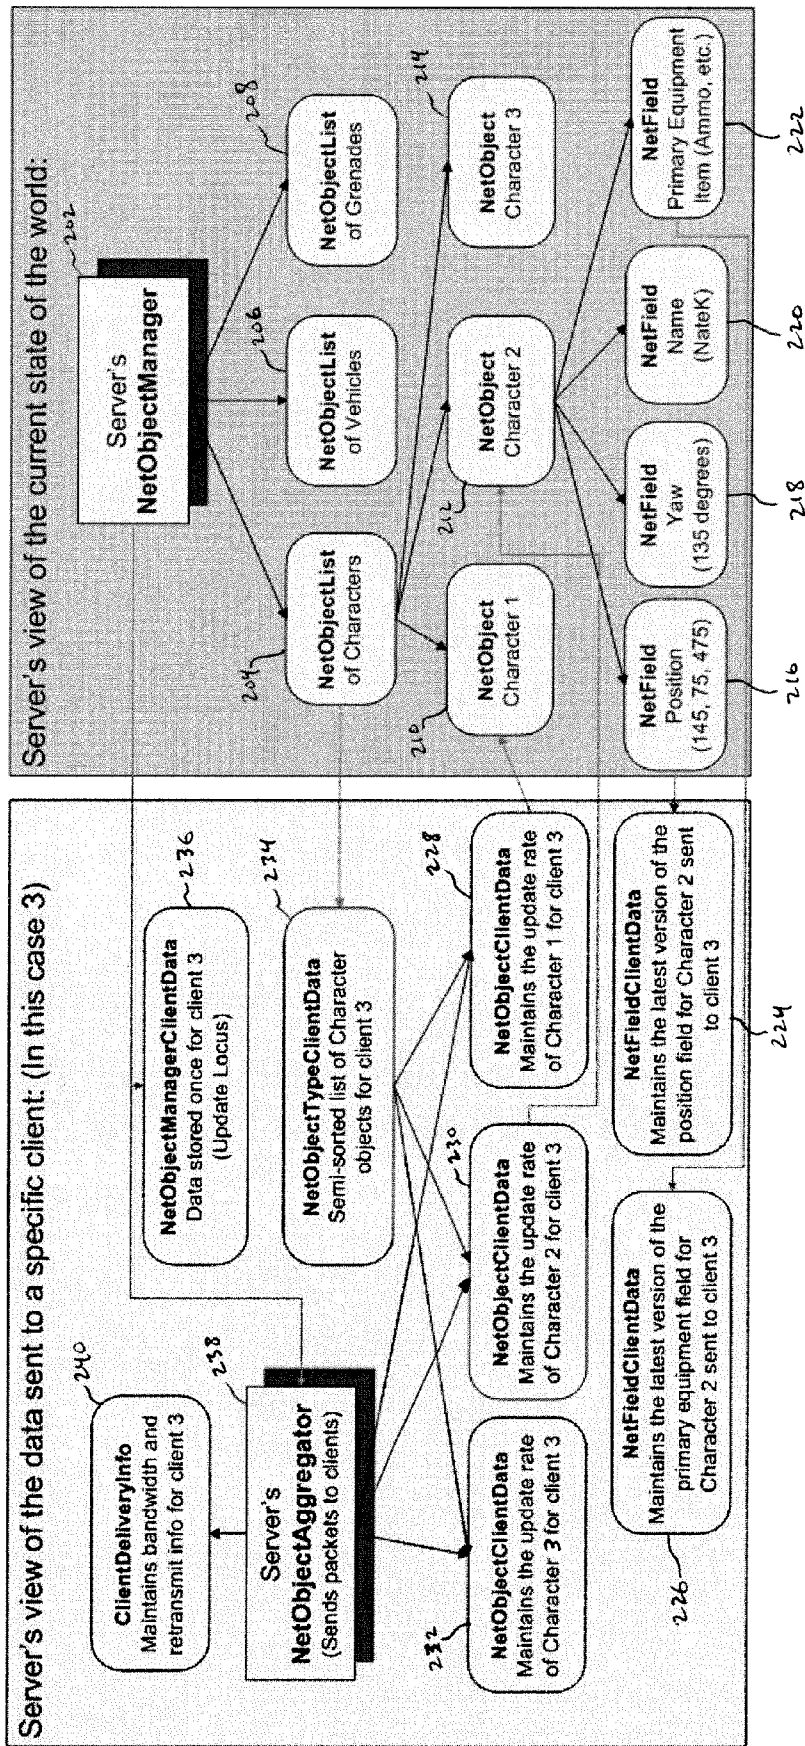 Server's view of the data sent to a specific client: (In this case 3)
240
ClientDeliveryInfo
Maintains bandwidth and
retransmit info for client 3
236
NetObjectManagerClientData
Data stored once for client 3
(Update Locus)
238
Server's
NetObjectAggregator
(Sends packets to clients)
234
NetObjectTypeClientData
Semi-sorted list of Character
objects for client 3
232
NetObjectClientData
Maintains the update rate
of Character 3 for client 3
230
NetObjectClientData
Maintains the update rate
of Character 2 for client 3
228
NetObjectClientData
Maintains the update rate
of Character 1 for client 3
226
NetFieldClientData
Maintains the latest version of the
primary equipment field for
Character 2 sent to client 3
NetFieldClientData
Maintains the latest version of the
position field for Character 2 sent
to client 3
224
Server's view of the current state of the world:
202
Server's
NetObjectManager
204
NetObjectList
of Characters
206
NetObjectList
of Vehicles
208
NetObjectList
of Grenades
210
NetObject
Character 1
212
NetObject
Character 2
214
NetObject
Character 3
NetField
Position
(145, 75, 475)
216
NetField
Yaw
(135 degrees)
218
NetField
Name
(NateK)
220
NetField
Primary Equipment
Item (Ammo, etc.)
222